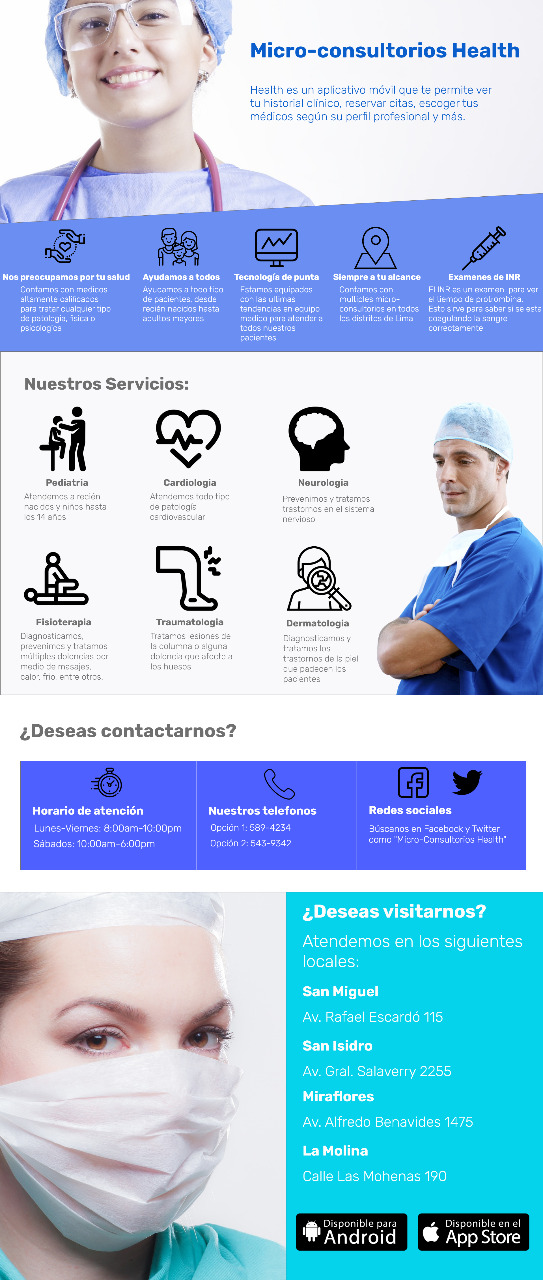 Micro-consultorios Health
Health es un aplicativo móvil que te permite ver
tu historial clínico, reservar citas, escoger tus
médicos según su perfil profesional y más.
Nos preocupamos por tu salud
Contamos con medicos
altamente calificados
para tratar cualquier tipo
de patología, fisica o
psicologica
Ayudamos a todos
Ayudamos a todo tipo
de pacientes, desde
recién nacidos hasta
adultos mayores
Tecnología de punta
Estamos equipados
con las ultimas
tendencias en equipo
medico para atender a
todos nuestros
pacientes
Siempre a tu alcance
Contamos con
multiples micro-
consultorios en todos
los distritos de Lima
Examenes de INR
El INR es un examen para ver
el tiempo de protrombina.
Esto sirve para saber si se esta
coagulando la sangre
correctamente
Nuestros Servicios:
Pediatria
Atendemos a recién
nacidos y niños hasta
los 14 años
Cardiologia
Atendemos todo tipo
de patología
cardiovascular
Neurologia
Prevenimos y tratamos
trastornos en el sistema
nervioso
Fisioterapia
Diagnosticamos,
prevenimos y tratamos
múltiples dolencias por
medio de masajes,
calor, frio, entre otros.
Traumatologia
Tratamos lesiones de
la columna o alguna
dolencia que afecte a
los huesos
Dermatologia
Diagnosticamos y
tratamos los
trastornos de la piel
que padecen los
pacientes
¿Deseas contactarnos?
Horario de atención
Lunes-Viernes: 8:00am-10:00pm
Sábados: 10:00am-6:00pm
Nuestros telefonos
Opción 1: 589-4234
Opción 2: 543-9342
Redes sociales
Búscanos en Facebook y Twitter
como "Micro-Consultorios Health"
¿Deseas visitarnos?
Atendemos en los siguientes
locales:
San Miguel
Av. Rafael Escardó 115
San Isidro
Av. Gral. Salaverry 2255
Miraflores
Av. Alfredo Benavides 1475
La Molina
Calle Las Mohenas 190
Disponible para
Android
Disponible en el
App Store